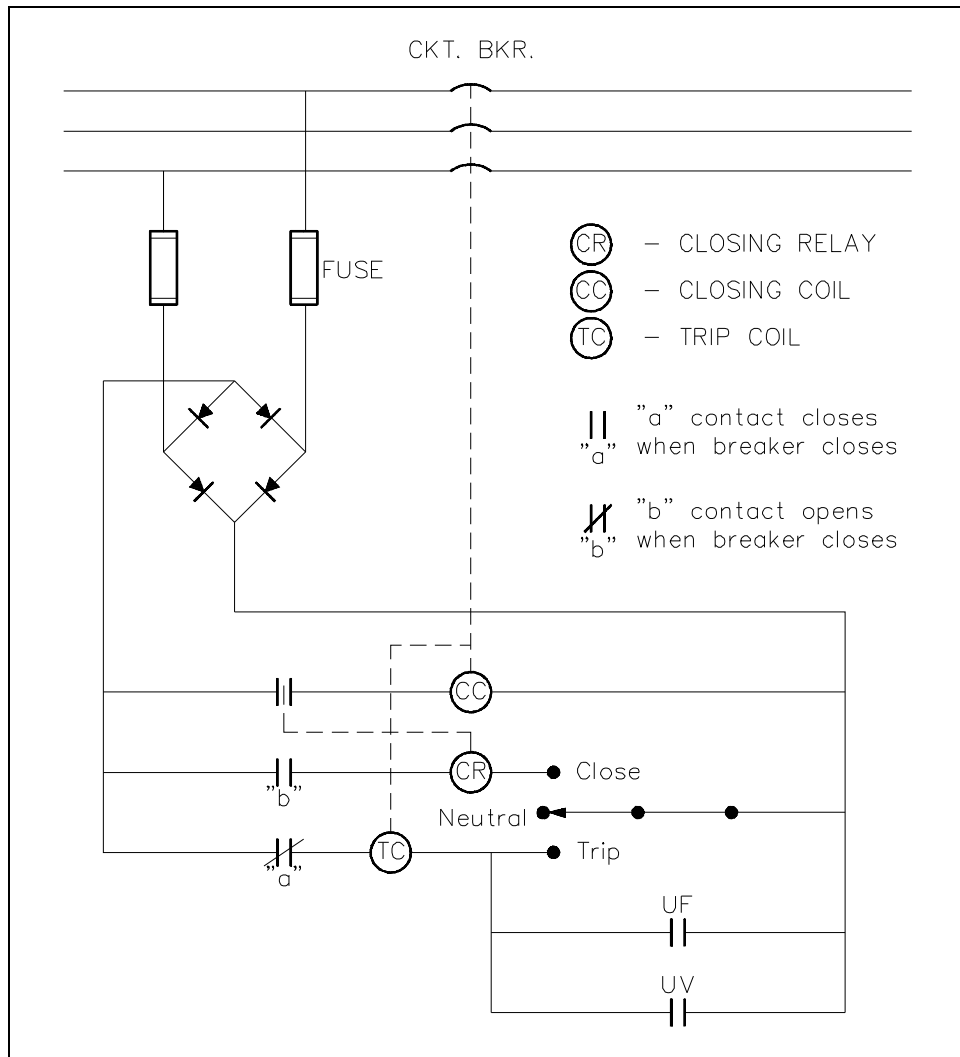 CKT. BKR.
FUSE
CR – CLOSING RELAY
CC – CLOSING COIL
TC – TRIP COIL
"a" contact closes
"a" when breaker closes
"b" contact opens
"b" when breaker closes
CC
CR Close
"b"
Neutral
TC Trip
"a"
UF
UV